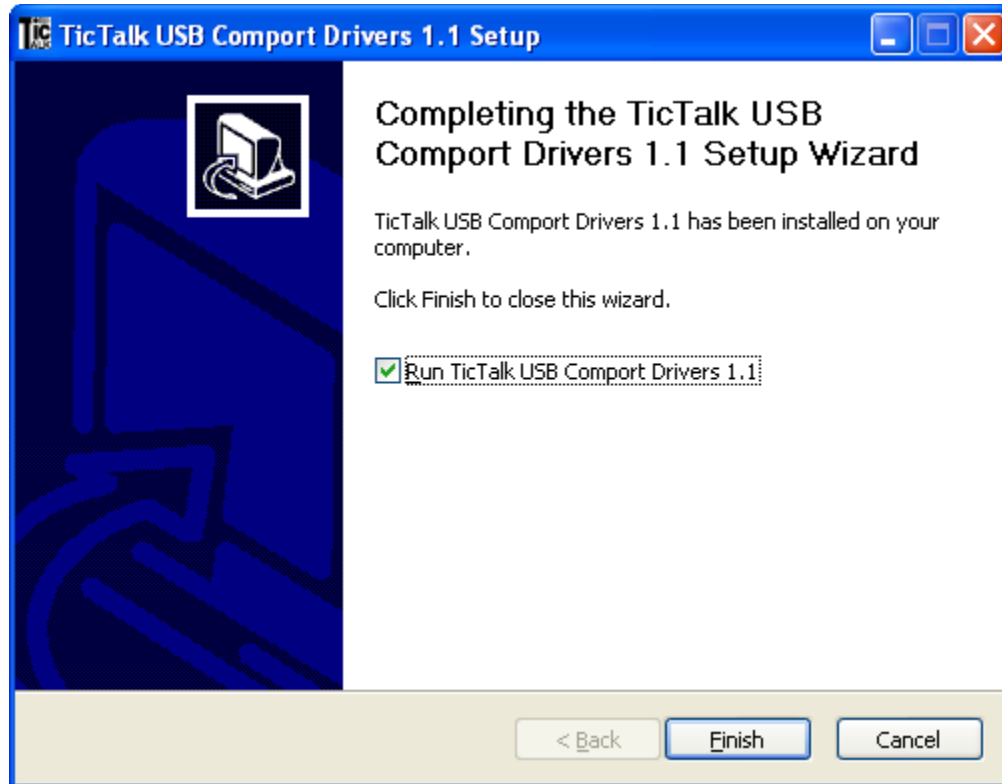 TicTalk USB Comport Drivers 1.1 Setup
Completing the TicTalk USB
Comport Drivers 1.1 Setup Wizard
TicTalk USB Comport Drivers 1.1 has been installed on your
computer.
Click Finish to close this wizard.
Run TicTalk USB Comport Drivers 1.1
< Back
Finish
Cancel